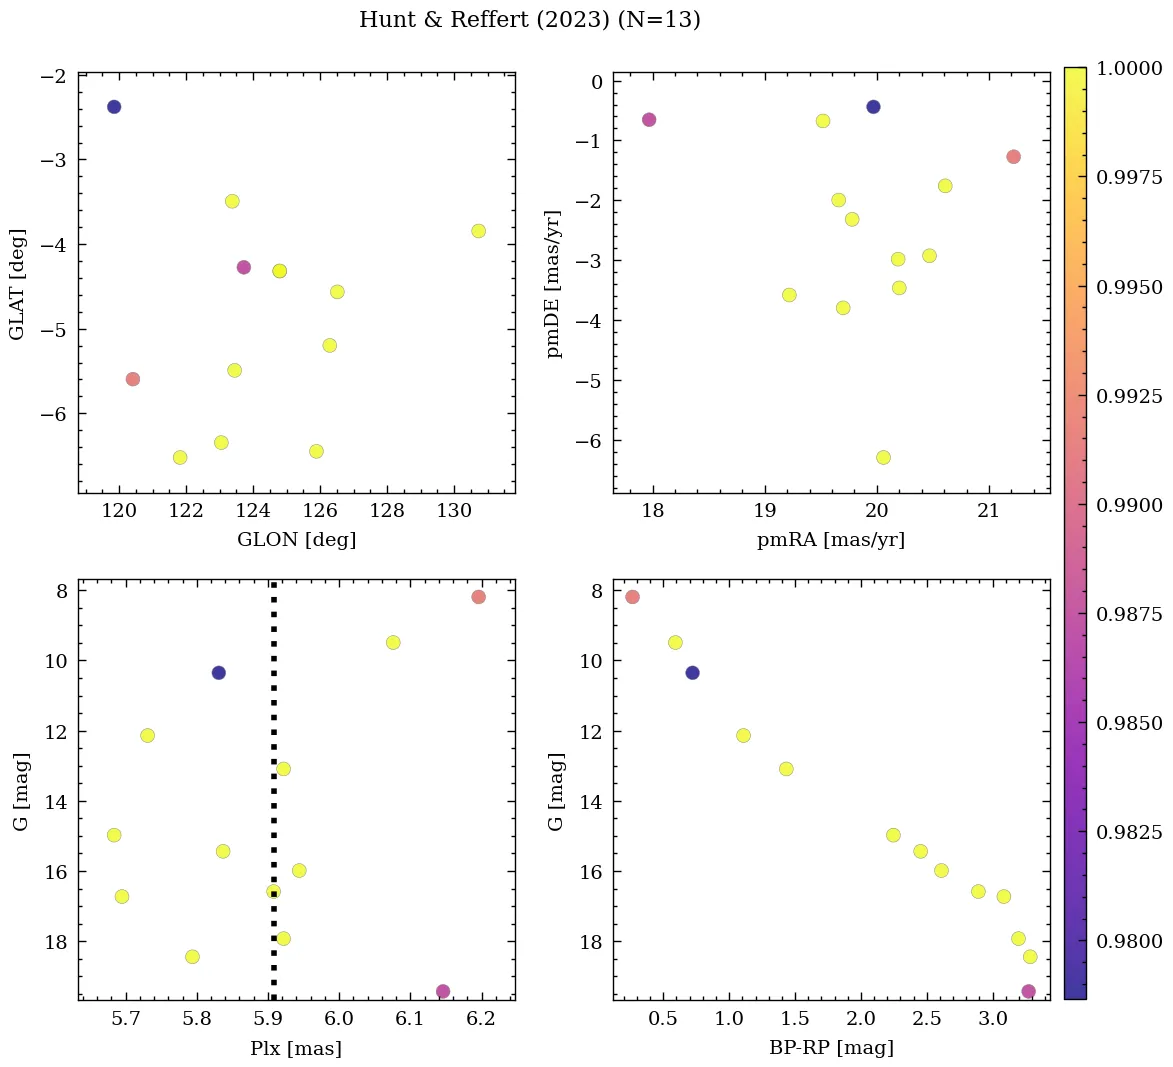 Hunt & Reffert (2023) (N=13)
−2
−3
−4
−5
−6
GLAT [deg]
120 122 124 126 128 130
GLON [deg]
0
−1
−2
−3
−4
−5
−6
pmDE [mas/yr]
18 19 20 21
pmRA [mas/yr]
8
10
12
14
16
18
G [mag]
5.7 5.8 5.9 6.0 6.1 6.2
Plx [mas]
8
10
12
14
16
18
G [mag]
0.5 1.0 1.5 2.0 2.5 3.0
BP-RP [mag]
1.0000
0.9975
0.9950
0.9925
0.9900
0.9875
0.9850
0.9825
0.9800